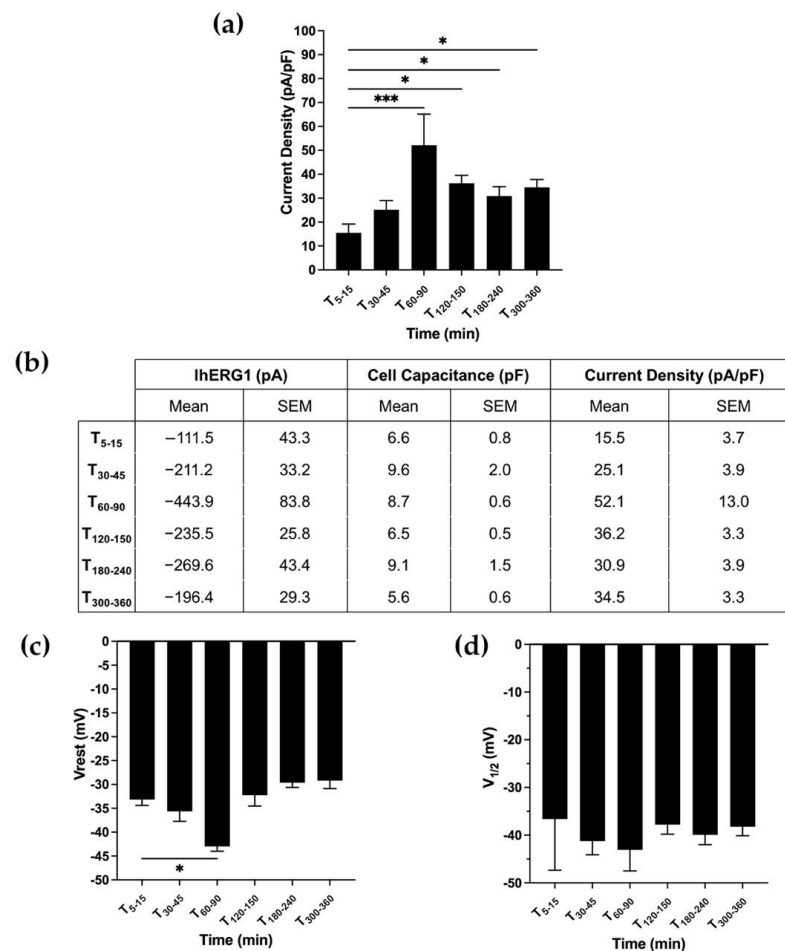 (a)
***
*
*
*
Current Density (pA/pF)
100
90
80
70
60
50
40
30
20
10
0
T5-15
T30-45
T60-90
T120-150
T180-240
T300-360
Time (min)
(b)
IhERG1 (pA) Cell Capacitance (pF) Current Density (pA/pF)
Mean SEM Mean SEM Mean SEM
T5-15 −111.5 43.3 6.6 0.8 15.5 3.7
T30-45 −211.2 33.2 9.6 2.0 25.1 3.9
T60-90 −443.9 83.8 8.7 0.6 52.1 13.0
T120-150 −235.5 25.8 6.5 0.5 36.2 3.3
T180-240 −269.6 43.4 9.1 1.5 30.9 3.9
T300-360 −196.4 29.3 5.6 0.6 34.5 3.3
(c)
Vrest (mV)
0
-5
-10
-15
-20
-25
-30
-35
-40
-45
-50
*
T5-15
T30-45
T60-90
T120-150
T180-240
T300-360
Time (min)
(d)
V1/2 (mV)
0
-10
-20
-30
-40
-50
T5-15
T30-45
T60-90
T120-150
T180-240
T300-360
Time (min)